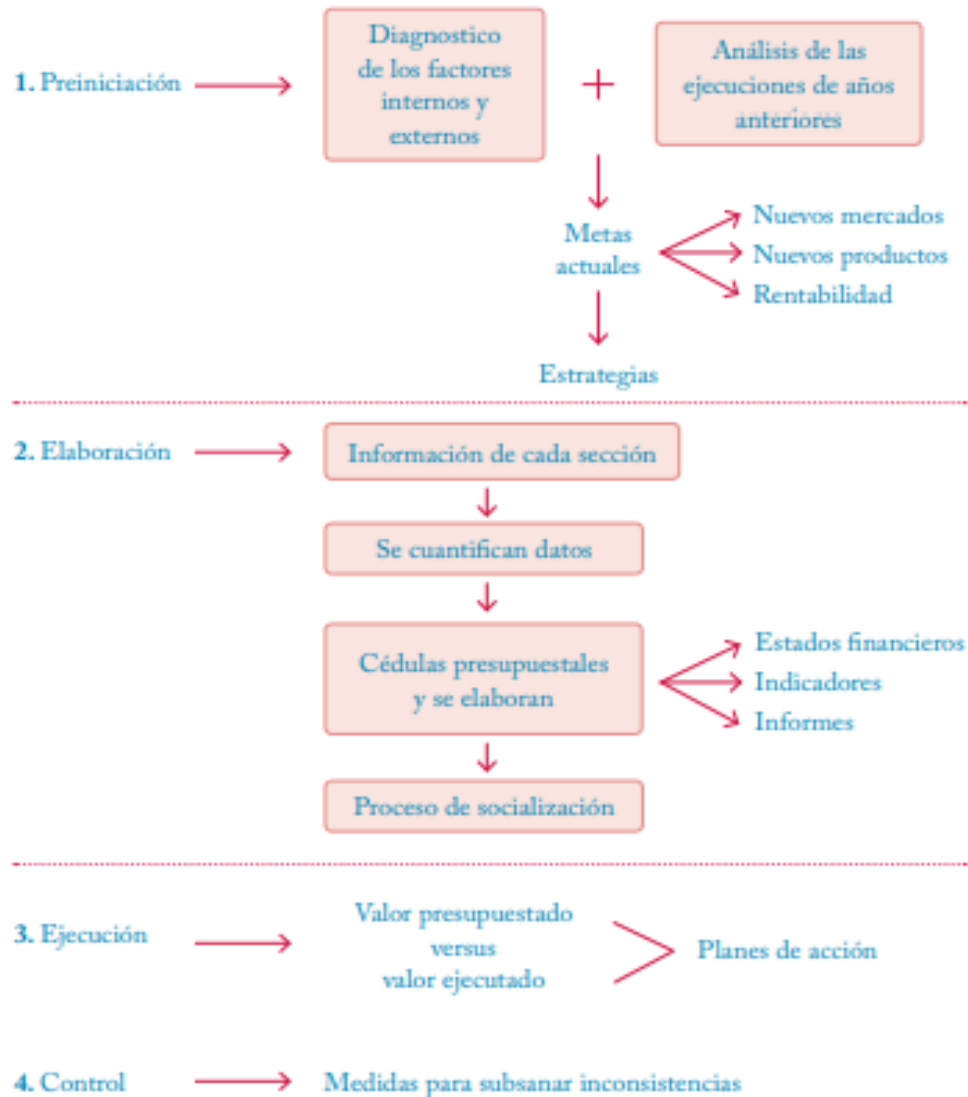 1. Preiniciación
Diagnostico
de los factores
internos y
externos
+
Análisis de las
ejecuciones de años
anteriores
Metas
actuales
Nuevos mercados
Nuevos productos
Rentabilidad
Estrategias
2. Elaboración
Información de cada sección
Se cuantifican datos
Cédulas presupuestales
y se elaboran
Estados financieros
Indicadores
Informes
Proceso de socialización
3. Ejecución
Valor presupuestado
versus
valor ejecutado
Planes de acción
4. Control
Medidas para subsanar inconsistencias